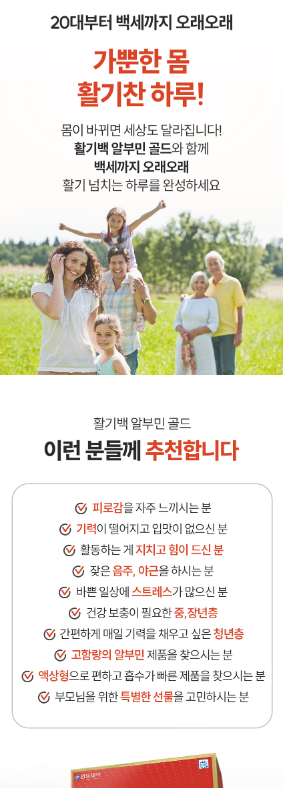 20대부터 백세까지 오래오래
가뿐한 몸
활기찬 하루!
몸이 바뀌면 세상도 달라집니다!
활기백 알부민 골드와 함께
백세까지 오래오래
활기 넘치는 하루를 완성하세요
활기백 알부민 골드
이런 분들께 추천합니다
피로감을 자주 느끼시는 분
기력이 떨어지고 입맛이 없으신 분
활동하는 게 지치고 힘이 드신 분
잦은 음주, 야근을 하시는 분
바쁜 일상에 스트레스가 많으신 분
건강 보충이 필요한 중,장년층
간편하게 매일 기력을 채우고 싶은 청년층
고함량의 알부민 제품을 찾으시는 분
액상형으로 편하고 흡수가 빠른 제품을 찾으시는 분
부모님을 위한 특별한 선물을 고민하시는 분